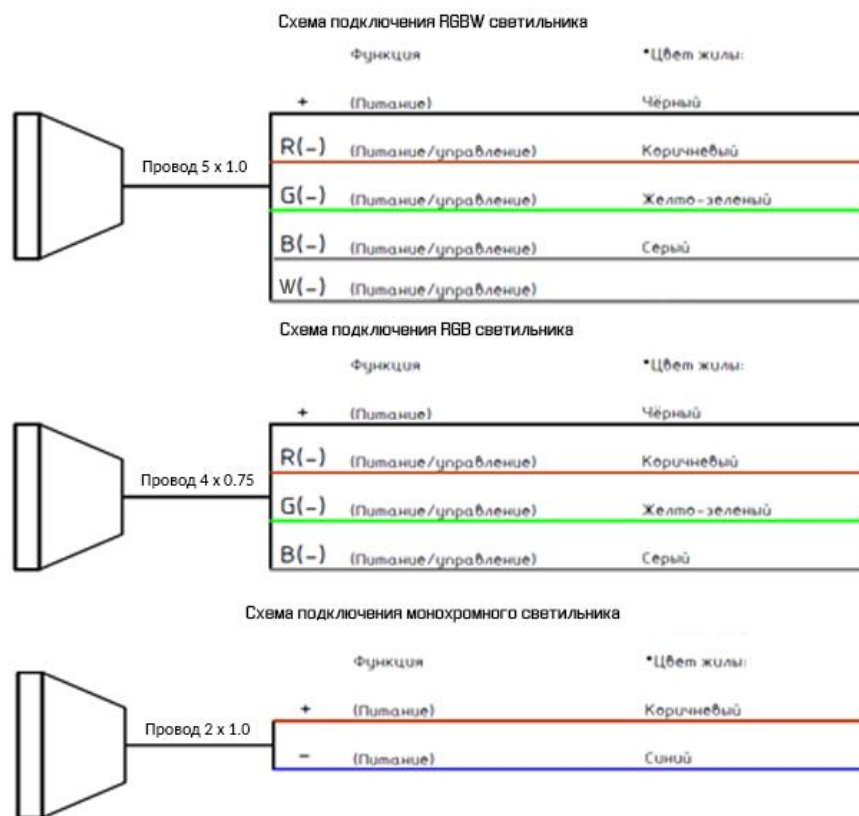 Схема подключения RGBW светильника
Функция *Цвет жилы:
+ (Питание) Чёрный
R(-) (Питание/управление) Коричневый
Провод 5 x 1.0
G(-) (Питание/управление) Желто-зеленый
B(-) (Питание/управление) Серый
W(-) (Питание/управление)
Схема подключения RGB светильника
Функция *Цвет жилы:
+ (Питание) Чёрный
R(-) (Питание/управление) Коричневый
Провод 4 x 0.75
G(-) (Питание/управление) Желто-зеленый
B(-) (Питание/управление) Серый
Схема подключения монохромного светильника
Функция *Цвет жилы:
+ (Питание) Коричневый
Провод 2 x 1.0
- (Питание) Синий